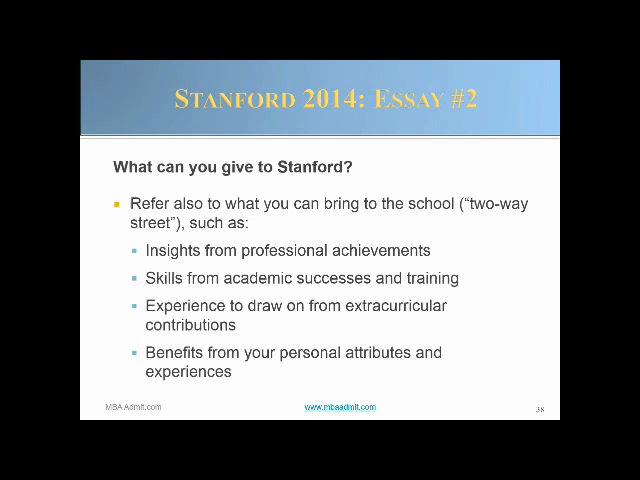 STANFORD 2014: ESSAY #2
What can you give to Stanford?
Refer also to what you can bring to the school (“two-way
street”), such as:
Insights from professional achievements
Skills from academic successes and training
Experience to draw on from extracurricular
contributions
Benefits from your personal attributes and
experiences
MBA Admit.com www.mbaadmit.com 38